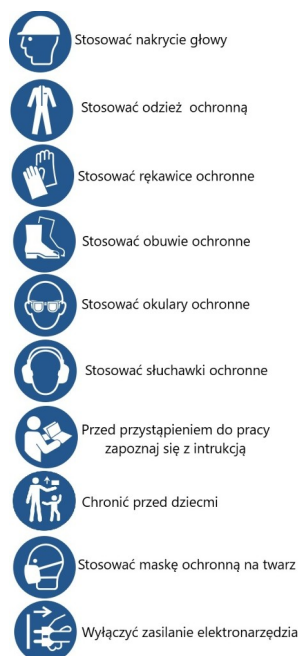 Stosować nakrycie głowy
Stosować odzież ochronną
Stosować rękawice ochronne
Stosować obuwie ochronne
Stosować okulary ochronne
Stosować słuchawki ochronne
Przed przystąpieniem do pracy
zapoznaj się z intrukcją
Chronić przed dziecmi
Stosować maskę ochronną na twarz
Wyłączyć zasilanie elektronarzędzia